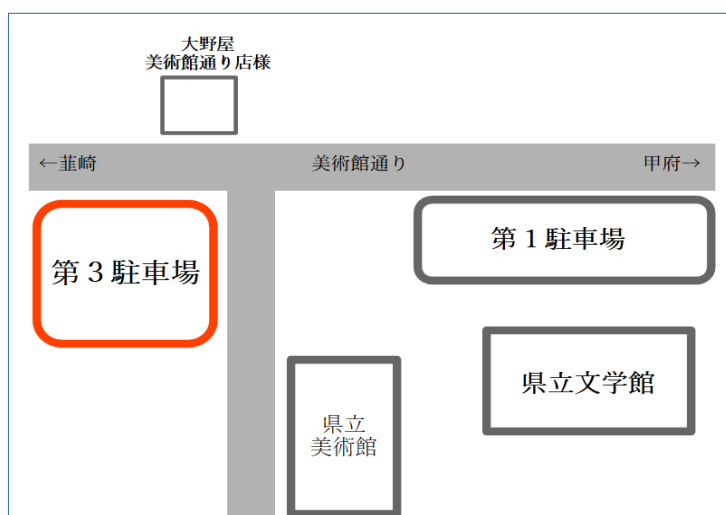 大野屋
美術館通り店様
←韮崎
美術館通り
甲府→
第３駐車場
第１駐車場
県立文学館
県立
美術館